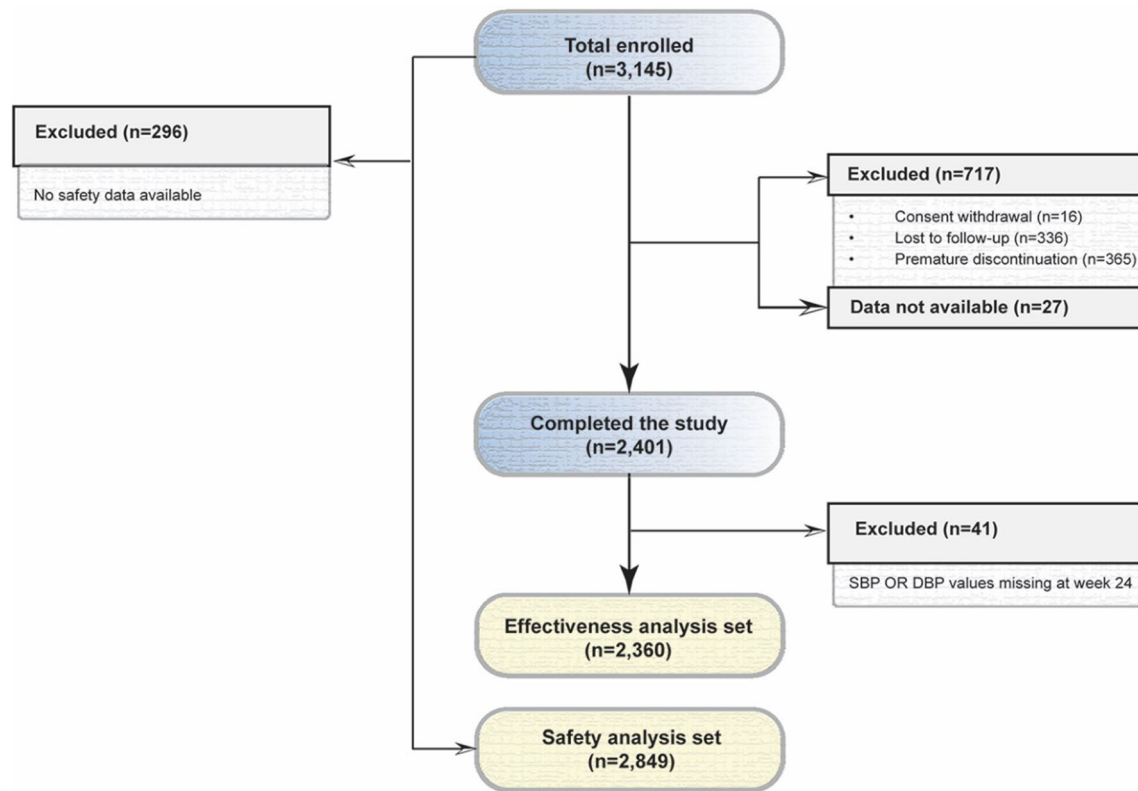 Total enrolled
(n=3,145)
Excluded (n=296)
No safety data available
Excluded (n=717)
• Consent withdrawal (n=16)
• Lost to follow-up (n=336)
• Premature discontinuation (n=365)
Data not available (n=27)
Completed the study
(n=2,401)
Excluded (n=41)
SBP OR DBP values missing at week 24
Effectiveness analysis set
(n=2,360)
Safety analysis set
(n=2,849)